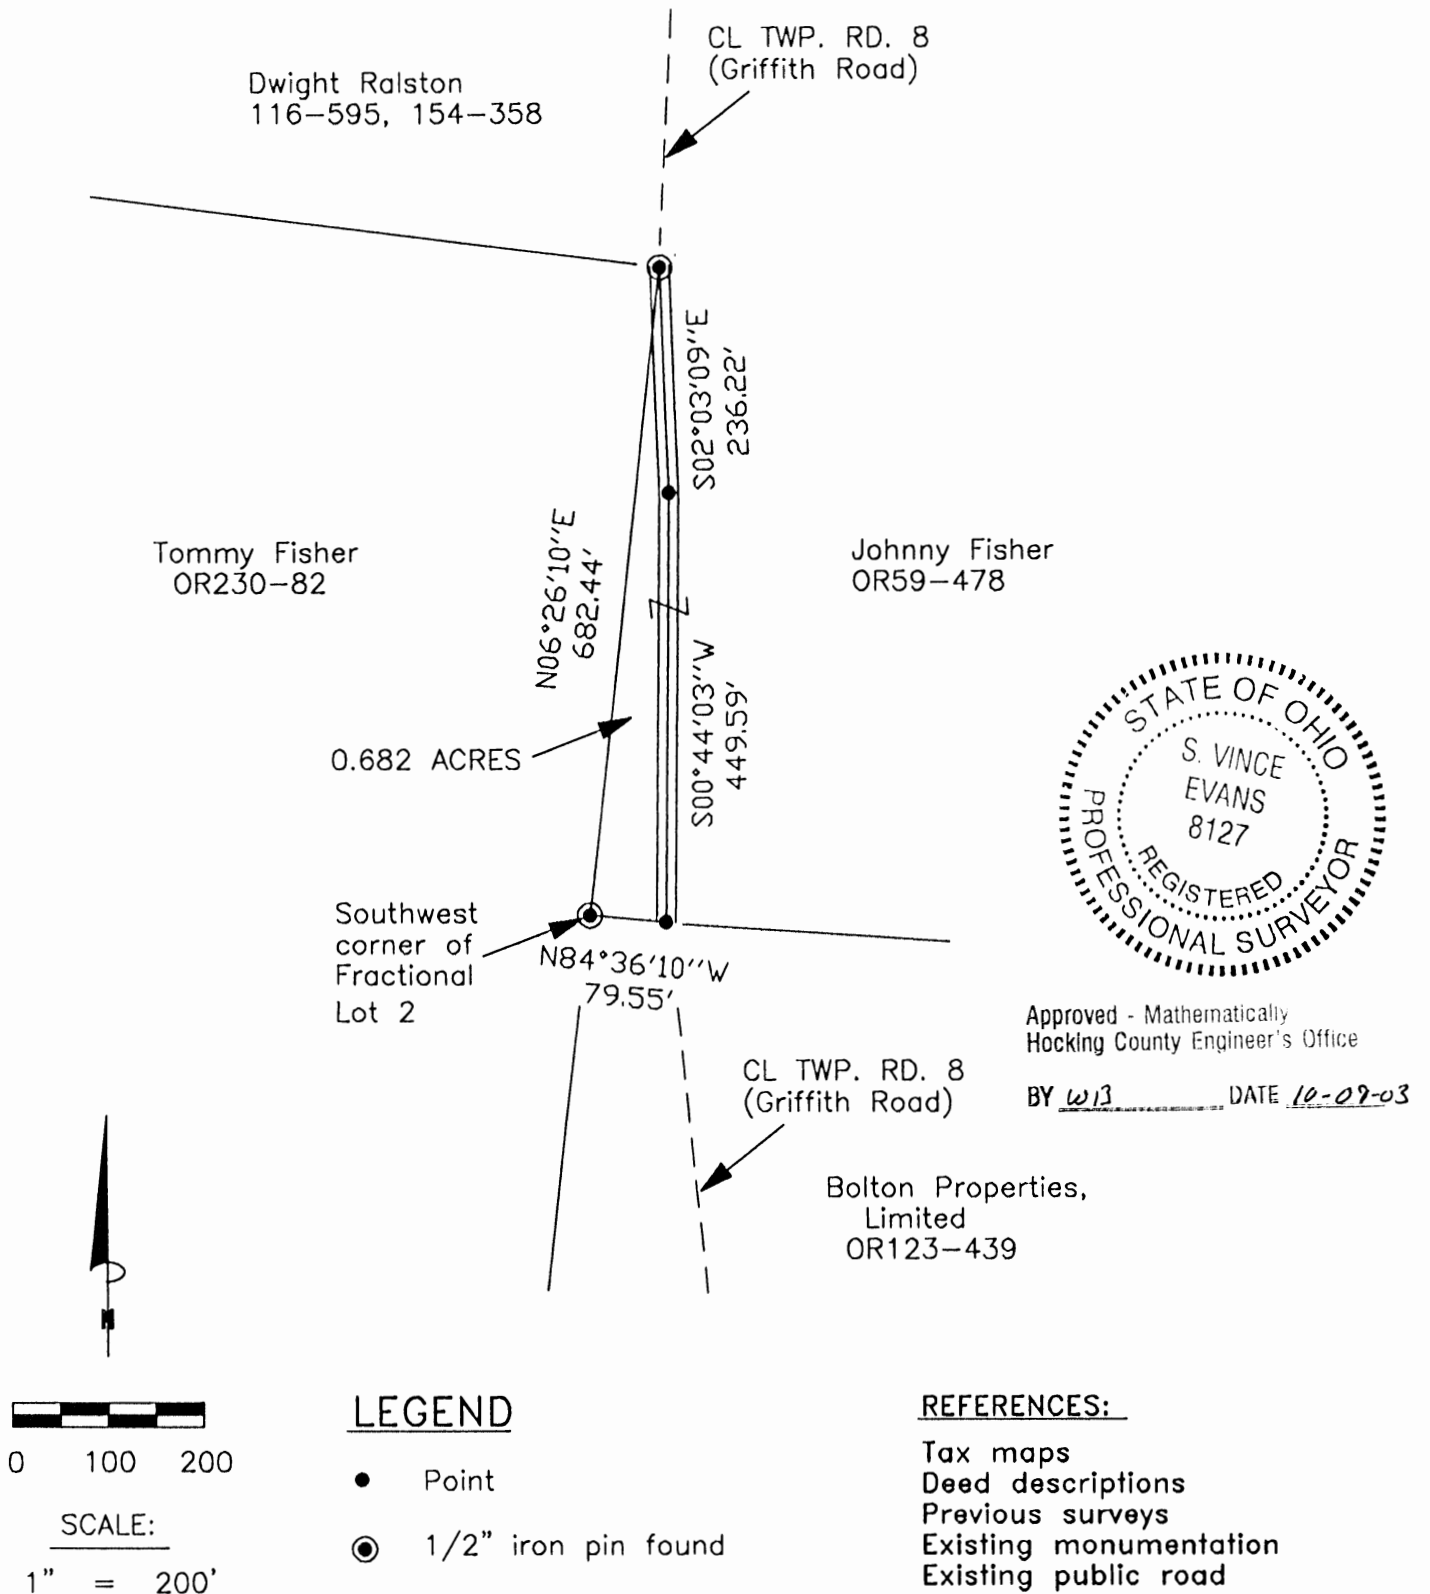 CL TWP. RD. 8
(Griffith Road)
Dwight Ralston
116-595, 154-358
S02°03'09"E
236.22'
N06°26'10"E
682.44'
Tommy Fisher
OR230-82
Johnny Fisher
OR59-478
S00°44'03"W
449.59'
0.682 ACRES
STATE OF OHIO
S. VINCE
EVANS
8127
REGISTERED
PROFESSIONAL SURVEYOR
Southwest
corner of
Fractional
Lot 2
N84°36'10"W
79.55'
Approved - Mathematically
Hocking County Engineer's Office
BY WB DATE 10-09-03
CL TWP. RD. 8
(Griffith Road)
Bolton Properties,
Limited
OR123-439
N
0 100 200
SCALE:
1" = 200'
LEGEND
Point
1/2" iron pin found
REFERENCES:
Tax maps
Deed descriptions
Previous surveys
Existing monumentation
Existing public road